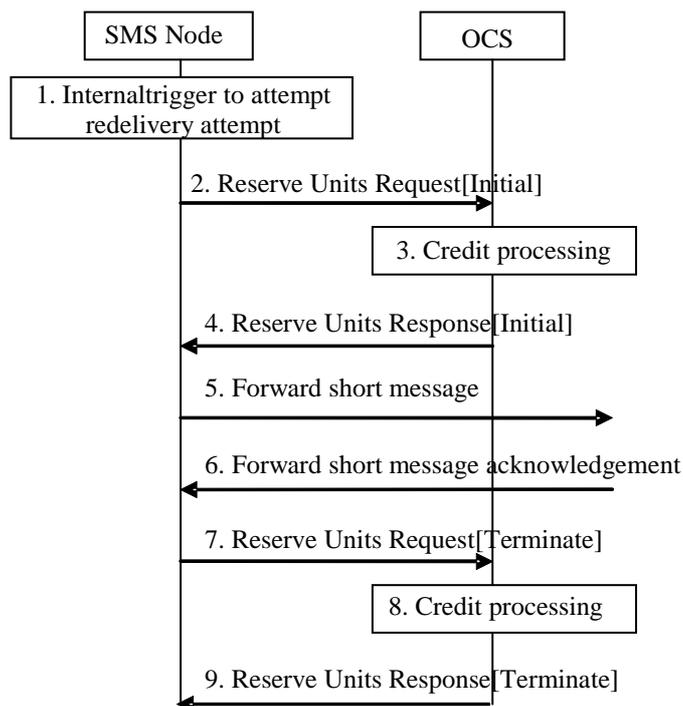 SMS Node
OCS
1. Internaltrigger to attempt
redelivery attempt
2. Reserve Units Request[Initial]
3. Credit processing
4. Reserve Units Response[Initial]
5. Forward short message
6. Forward short message acknowledgement
7. Reserve Units Request[Terminate]
8. Credit processing
9. Reserve Units Response[Terminate]